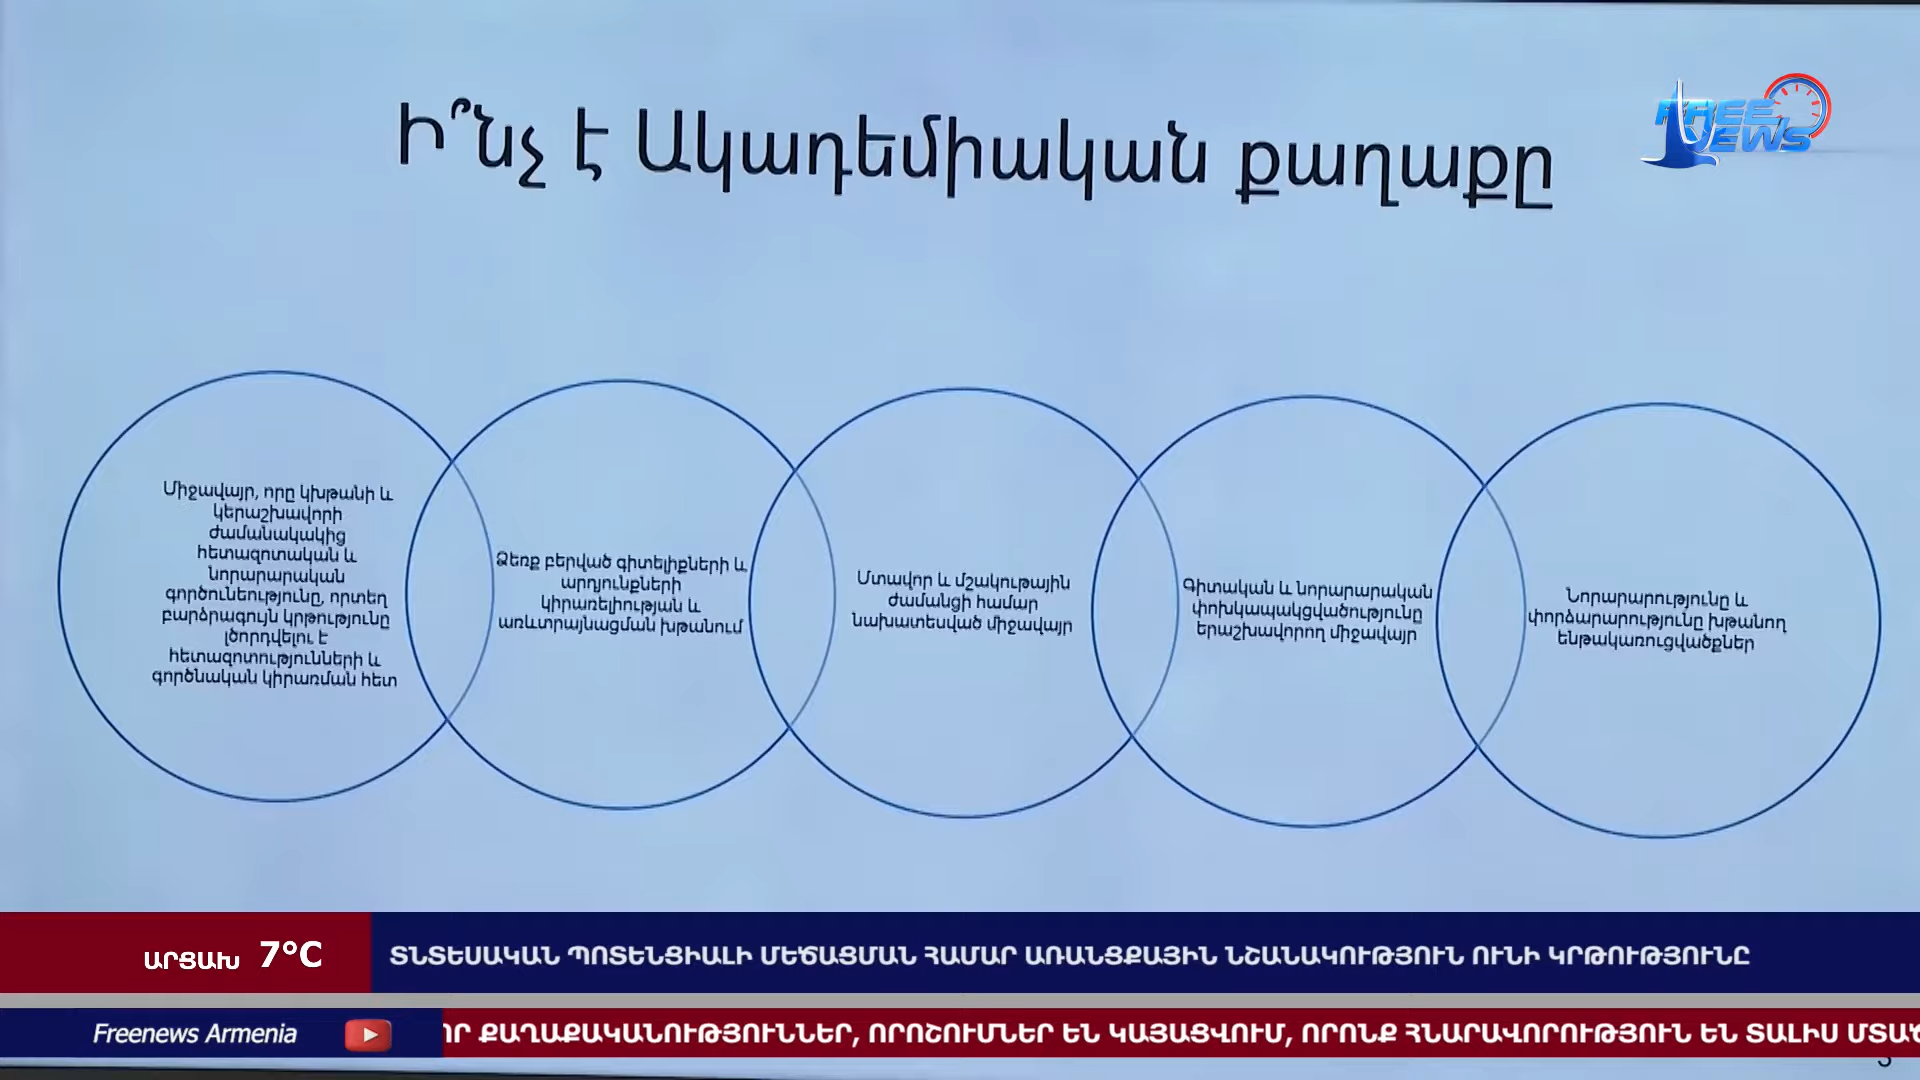 Ի՞նչ է Ակադեմիական քաղաքը
FREE
NEWS
Միջավայր, որը կխթանի և
կերաշխավորի
ժամանակակից
հետազոտական և
նորարարական
գործունեությունը, որտեղ
բարձրագույն կրթությունը
լծորդվելու է
հետազոտությունների և
գործնական կիրառման հետ
Ձեռք բերված գիտելիքների և
արդյունքների
կիրառելիության և
առևտրայնացման խթանում
Մտավոր և մշակութային
ժամանցի համար
նախատեսված միջավայր
Գիտական և նորարարական
փոխկապակցվածությունը
երաշխավորող միջավայր
Նորարարությունը և
փորձարարությունը խթանող
ենթակառուցվածքներ
ԱՐՑԱԽ 7°C
ՏՆՏԵՍԱԿԱՆ ՊՈՏԵՆՑԻԱԼԻ ՄԵԾԱՑՄԱՆ ՀԱՄԱՐ ԱՌԱՆՑՔԱՅԻՆ ՆՇԱՆԱԿՈՒԹՅՈՒՆ ՈՒՆԻ ԿՐԹՈՒԹՅՈՒՆԸ
Freenews Armenia
ՔԱՂԱՔԱԿԱՆՈՒԹՅՈՒՆՆԵՐ, ՈՐՈՇՈՒՄՆԵՐ ԵՆ ԿԱՅԱՑՎՈՒՄ, ՈՐՈՆՔ ՀՆԱՐԱՎՈՐՈՒԹՅՈՒՆ ԵՆ ՏԱԼԻՍ